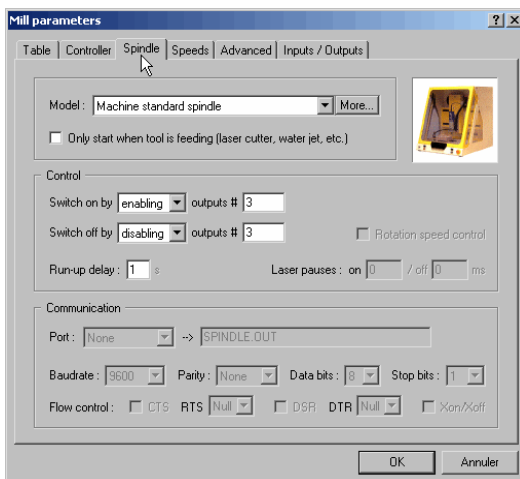 Mill parameters
Table Controller Spindle Speeds Advanced Inputs / Outputs
Model : Machine standard spindle More...
Only start when tool is feeding (laser cutter, water jet, etc.)
Control
Switch on by enabling outputs # 3
Switch off by disabling outputs # 3 Rotation speed control
Run-up delay : 1 s Laser pauses : on 0 / off 0 ms
Communication
Port : None --> SPINDLE.OUT
Baudrate : 9600 Parity : None Data bits : 8 Stop bits : 1
Flow control : CTS RTS Null DSR DTR Null Xon/Xoff
OK Annuler